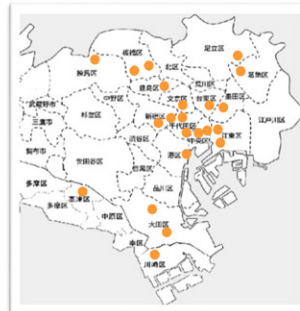 足立区
板橋区
北区
葛飾区
練馬区
荒川区
豊島区
台東区
墨田区
文京区
武蔵野市
中野区
杉並区
新宿区
江戸川区
三鷹市
千代田区
渋谷区
中央区
江東区
調布市
港区
世田谷区
目黒区
多摩区
品川区
高津区
多摩区
中原区
大田区
幸区
川崎区